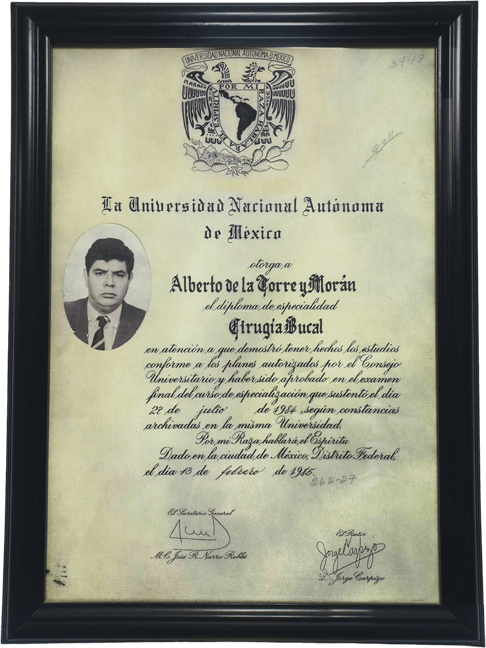 UNIVERSIDAD NACIONAL AUTONOMA D MEXICO
POR MI RAZA HABLARA EL ESPIRITU
La Universidad Nacional Autónoma
de México
otorga a
Alberto de la Torre y Morán
el diploma de especialidad
Cirugía Bucal
en atención a que demostró tener hechos los estudios
conforme a los planes autorizados por el Consejo
Universitario y haber sido aprobado en el examen
final del curso de especialización que sustentó el día
27 de julio de 1984 según constancias
archivadas en la misma Universidad.
Por mi Raza hablará el Espíritu
Dado en la ciudad de México, Distrito Federal,
el día 13 de febrero de 1985.
262-27
El Secretario General
M.C. José R. Narro Robles
El Rector
Jorge Carpizo
Dr. Jorge Carpizo